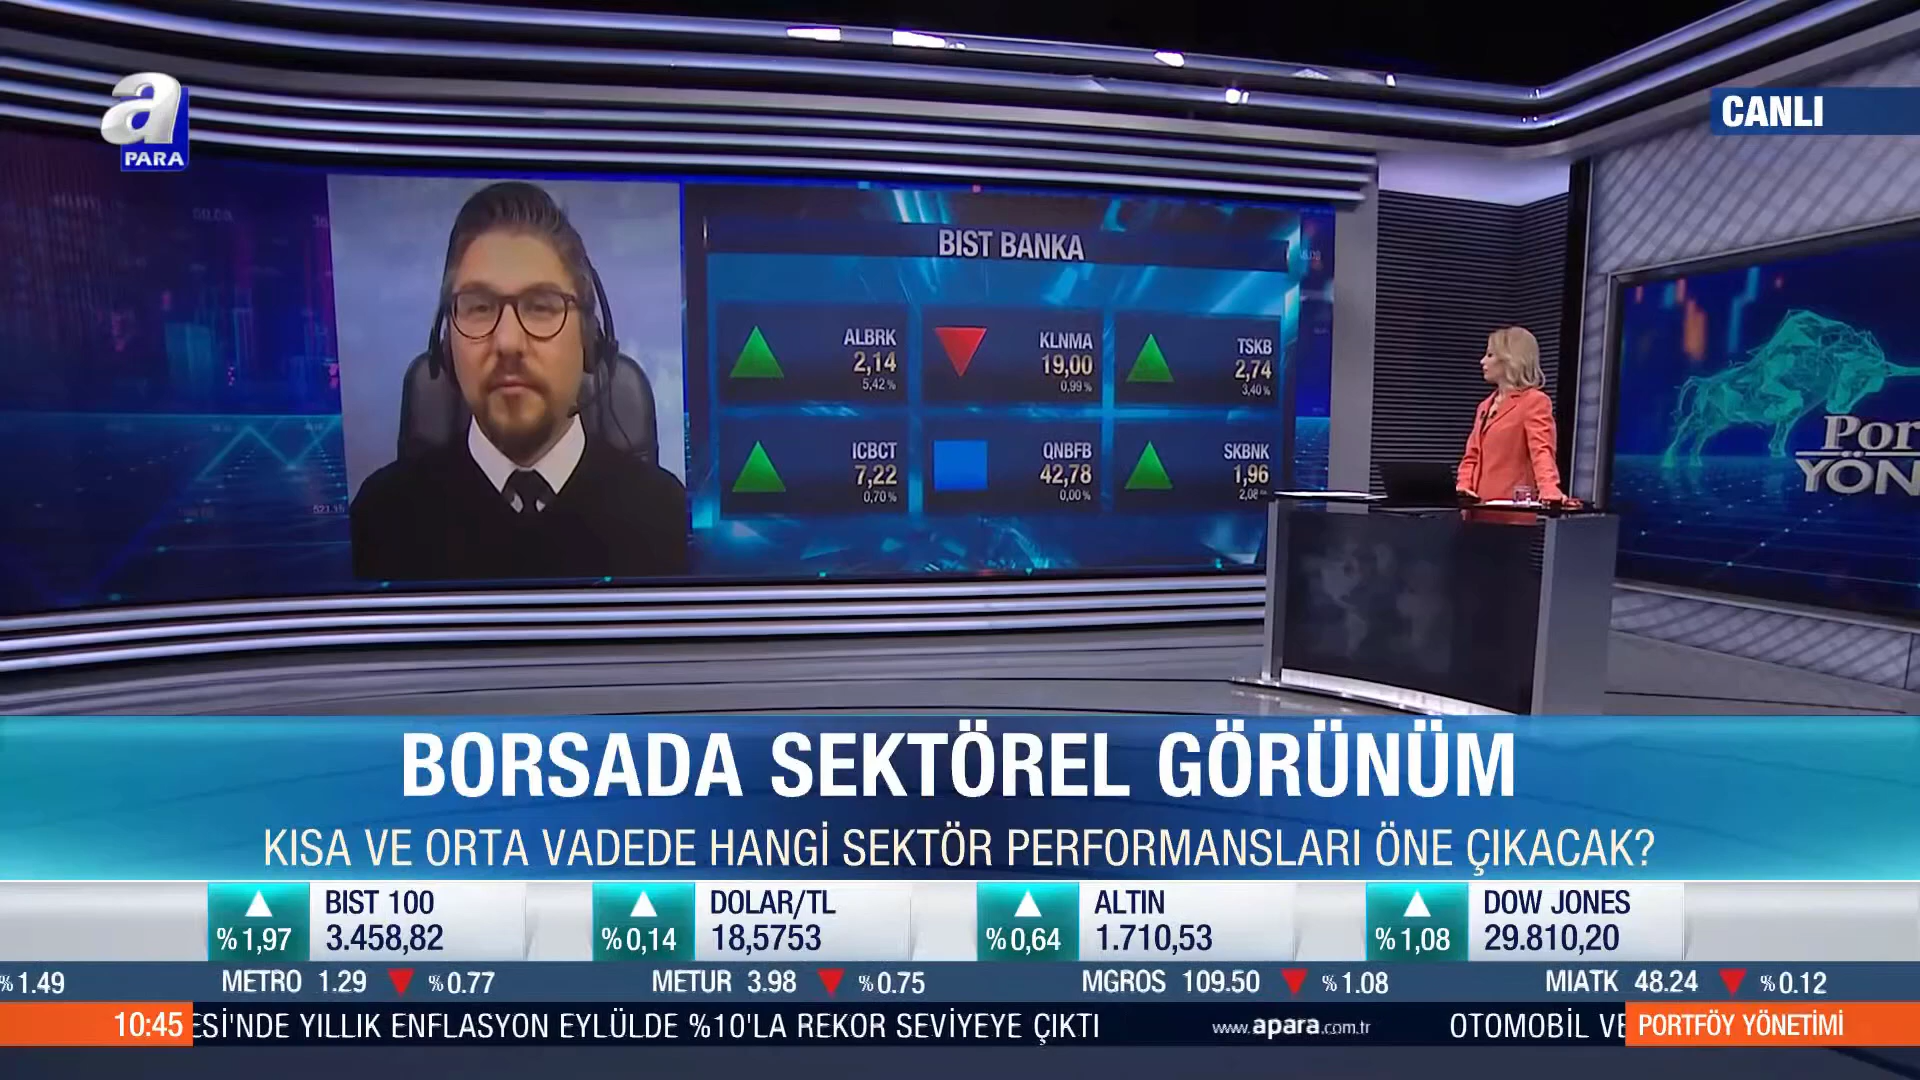 a
PARA
CANLI
BIST BANKA
ALBRK
2,14
5,42 %
KLNMA
19,00
0,99 %
TSKB
2,74
3,40 %
ICBCT
7,22
0,70 %
QNBFB
42,78
0,00 %
SKBNK
1,96
Por
YÖN
BORSADA SEKTÖREL GÖRÜNÜM
KISA VE ORTA VADEDE HANGİ SEKTÖR PERFORMANSLARI ÖNE ÇIKACAK?
%1,97 BIST 100 3.458,82
%0,14 DOLAR/TL 18,5753
%0,64 ALTIN 1.710,53
%1,08 DOW JONES 29.810,20
%1.49 METRO 1.29 %0.77 METUR 3.98 %0.75 MGROS 109.50 %1.08 MIATK 48.24 %0.12
10:45 ESİ'NDE YILLIK ENFLASYON EYLÜLDE %10'LA REKOR SEVİYEYE ÇIKTI www.apara.com.tr OTOMOBİL VE PORTFÖY YÖNETİMİ